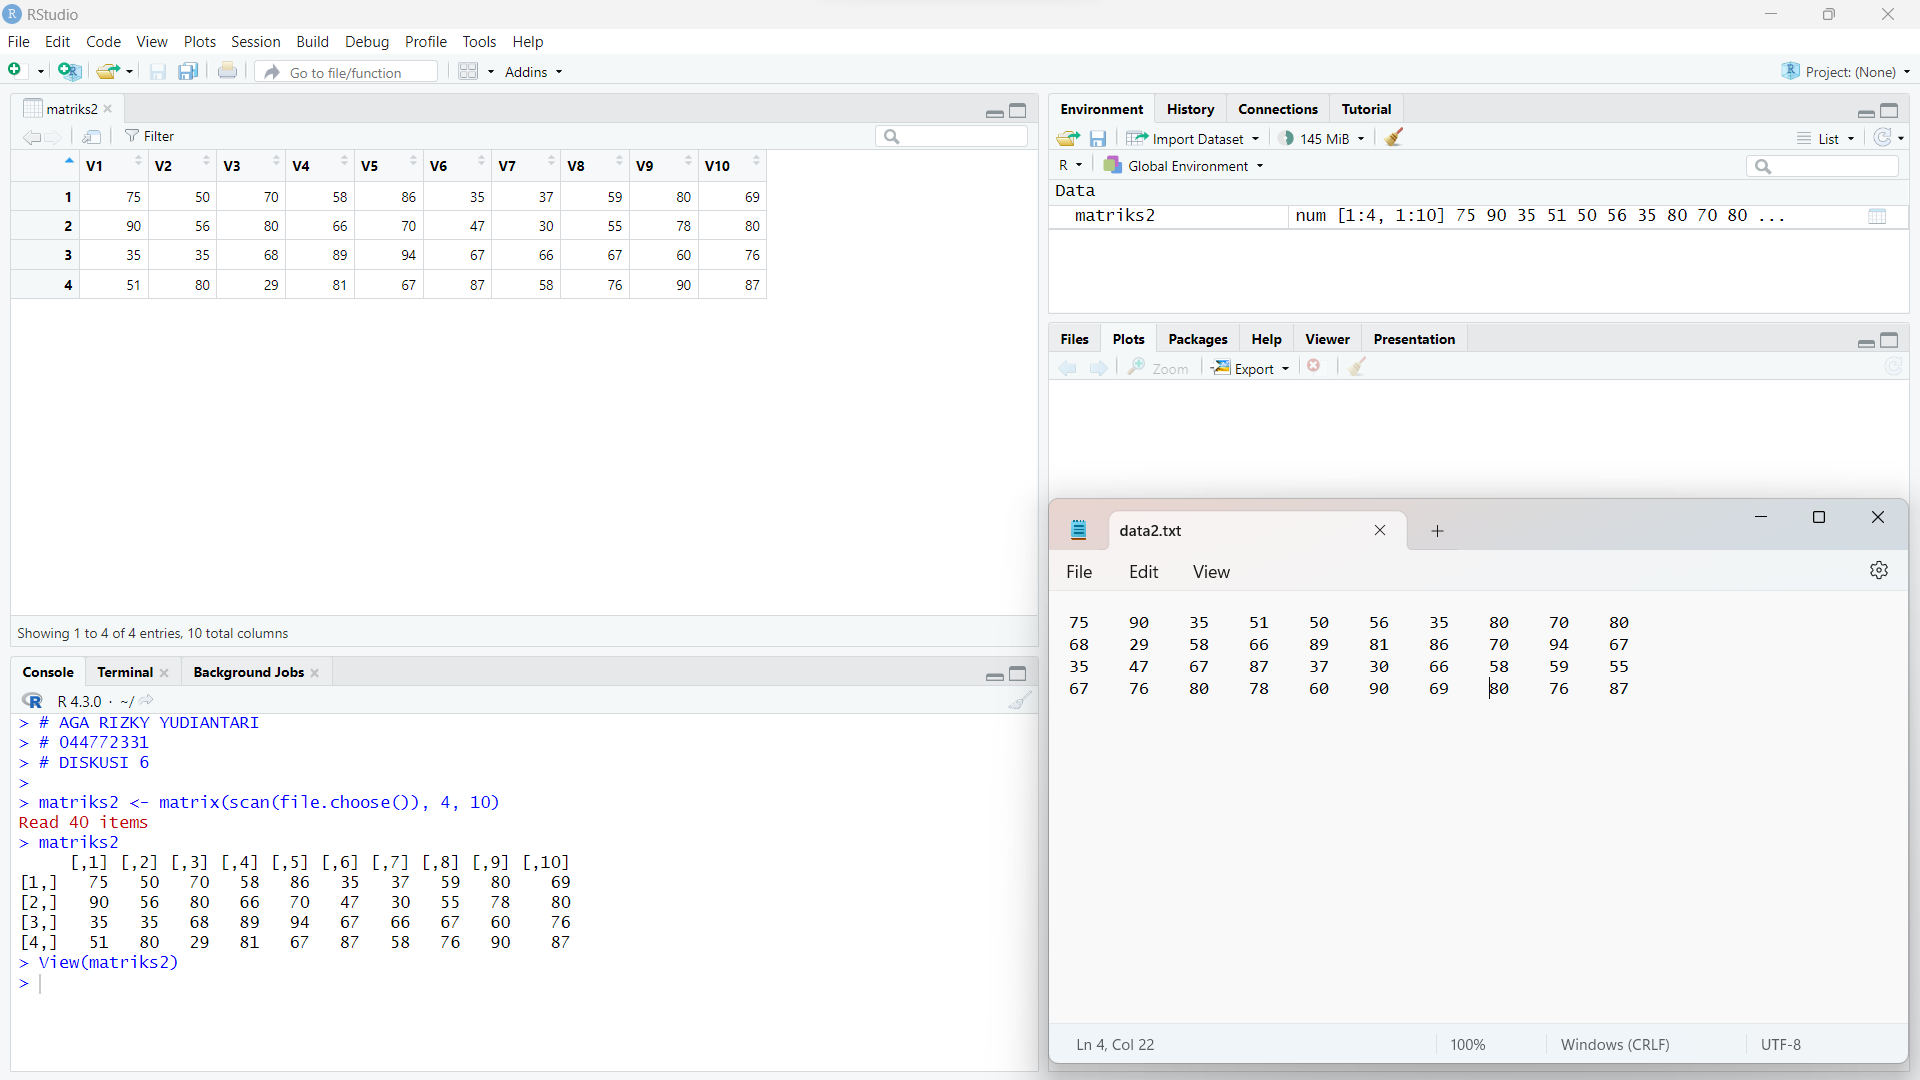 RStudio
File Edit Code View Plots Session Build Debug Profile Tools Help
Go to file/function Addins Project: (None)
matriks2
Filter
V1 V2 V3 V4 V5 V6 V7 V8 V9 V10
1 75 50 70 58 86 35 37 59 80 69
2 90 56 80 66 70 47 30 55 78 80
3 35 35 68 89 94 67 66 67 60 76
4 51 80 29 81 67 87 58 76 90 87
Showing 1 to 4 of 4 entries, 10 total columns
Console Terminal Background Jobs
R 4.3.0 · ~/
> # AGA RIZKY YUDIANTARI
> # 044772331
> # DISKUSI 6
>
> matriks2 <- matrix(scan(file.choose()), 4, 10)
Read 40 items
> matriks2
[,1] [,2] [,3] [,4] [,5] [,6] [,7] [,8] [,9] [,10]
[1,] 75 50 70 58 86 35 37 59 80 69
[2,] 90 56 80 66 70 47 30 55 78 80
[3,] 35 35 68 89 94 67 66 67 60 76
[4,] 51 80 29 81 67 87 58 76 90 87
> View(matriks2)
>
Environment History Connections Tutorial
Import Dataset 145 MiB List
R Global Environment
Data
matriks2 num [1:4, 1:10] 75 90 35 51 50 56 35 80 70 80 ...
Files Plots Packages Help Viewer Presentation
Zoom Export
data2.txt
File Edit View
75 90 35 51 50 56 35 80 70 80
68 29 58 66 89 81 86 70 94 67
35 47 67 87 37 30 66 58 59 55
67 76 80 78 60 90 69 80 76 87
Ln 4, Col 22 100% Windows (CRLF) UTF-8